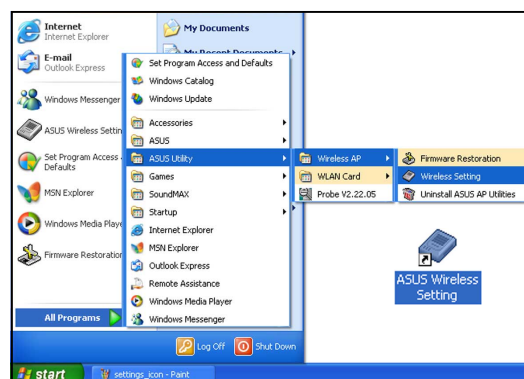 Internet
Internet Explorer
E-mail
Outlook Express
Windows Messenger
ASUS Wireless Settin
Set Program Access
Defaults
MSN Explorer
Windows Media Playe
Firmware Restoration
All Programs
My Documents
My Recent Documents
Set Program Access and Defaults
Windows Catalog
Windows Update
Accessories
ASUS
ASUS Utility
Games
SoundMAX
Startup
Internet Explorer
MSN Explorer
Outlook Express
Remote Assistance
Windows Media Player
Windows Messenger
Wireless AP
WLAN Card
Probe V2.22.05
Firmware Restoration
Wireless Setting
Uninstall ASUS AP Utilities
ASUS Wireless
Setting
Log Off
Shut Down
start
settings_icon - Paint